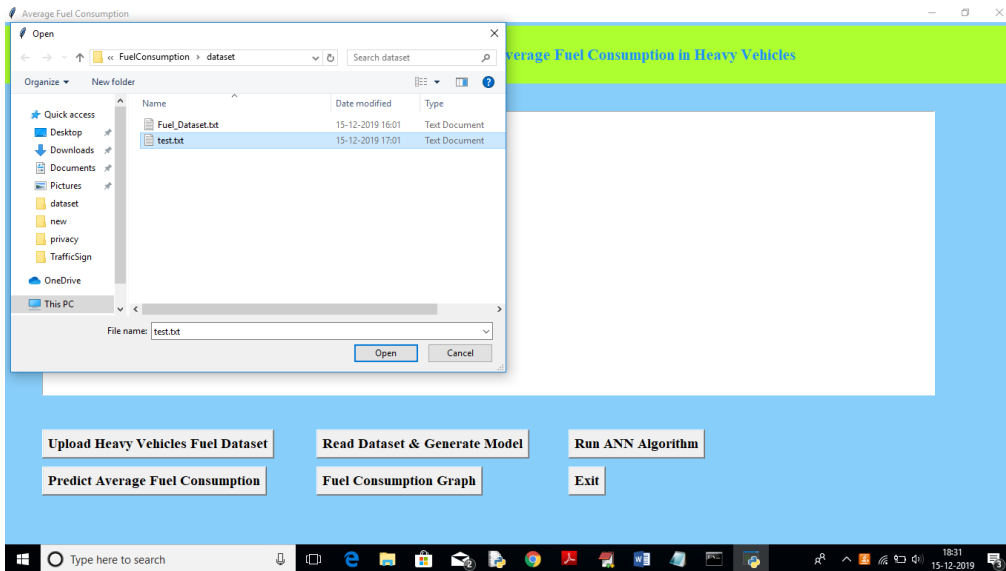 Average Fuel Consumption
Open
verage Fuel Consumption in Heavy Vehicles
« FuelConsumption › dataset
Search dataset
Organize
New folder
Name
Date modified
Type
Quick access
Desktop
Downloads
Documents
Pictures
dataset
new
privacy
TrafficSign
OneDrive
This PC
Fuel_Dataset.txt 15-12-2019 16:01 Text Document
test.txt 15-12-2019 17:01 Text Document
File name: test.txt
Open
Cancel
Upload Heavy Vehicles Fuel Dataset
Read Dataset & Generate Model
Run ANN Algorithm
Predict Average Fuel Consumption
Fuel Consumption Graph
Exit
Type here to search
18:31
15-12-2019